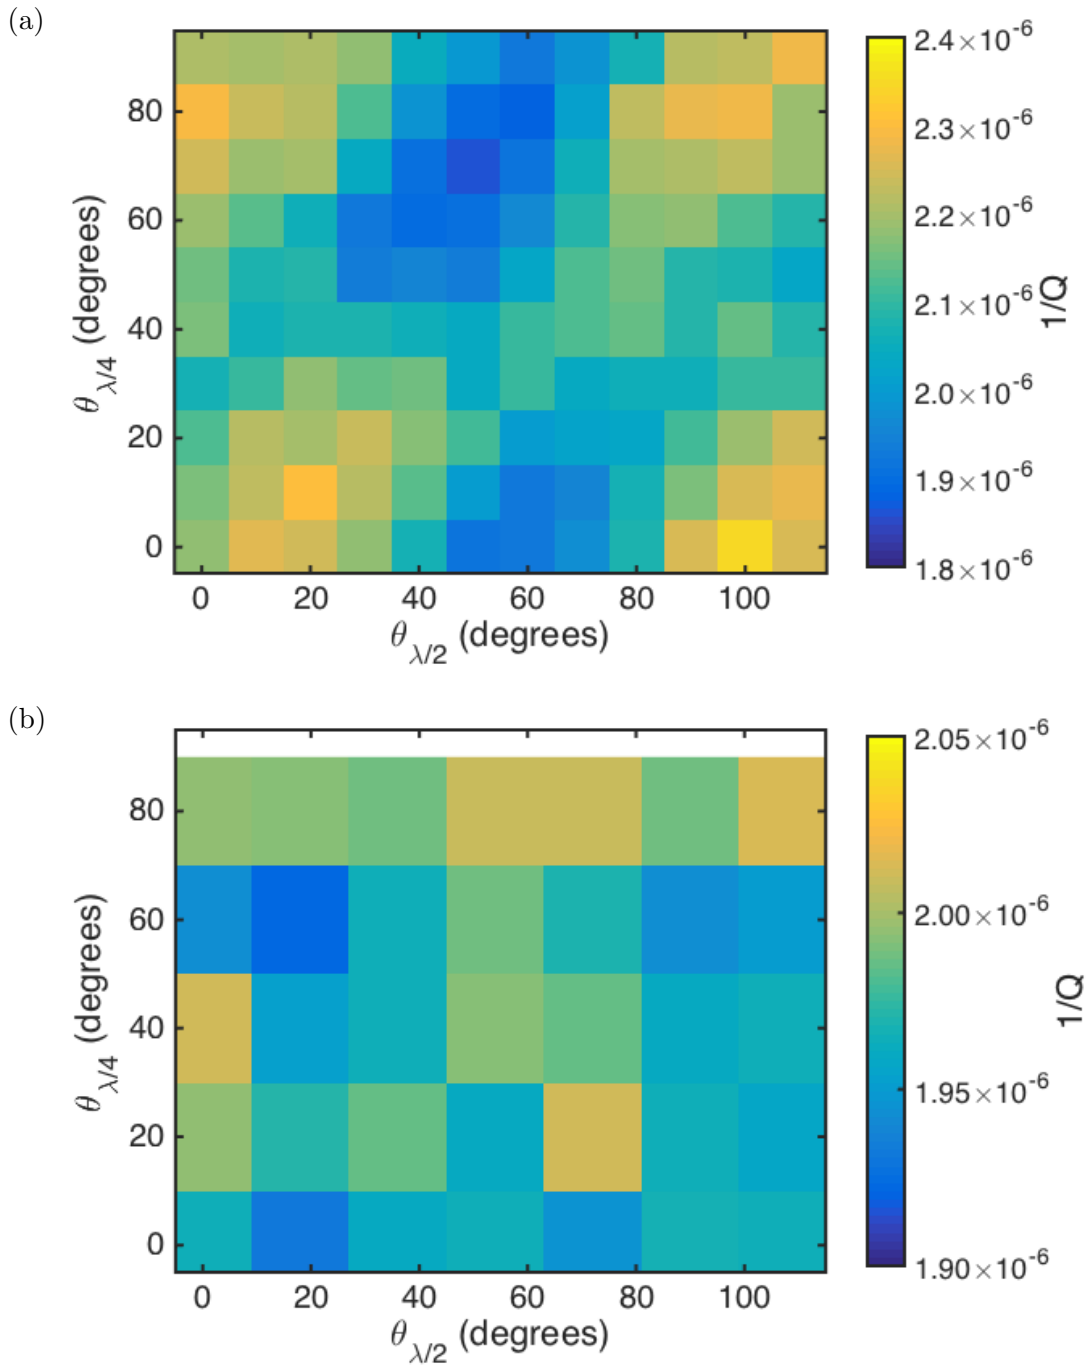 (a)
80
60
40
20
0
θλ/4 (degrees)
0 20 40 60 80 100
θλ/2 (degrees)
2.4×10-6
2.3×10-6
2.2×10-6
2.1×10-6
2.0×10-6
1.9×10-6
1.8×10-6
1/Q
(b)
80
60
40
20
0
θλ/4 (degrees)
0 20 40 60 80 100
θλ/2 (degrees)
2.05×10-6
2.00×10-6
1.95×10-6
1.90×10-6
1/Q